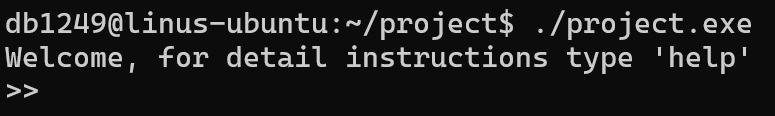 db1249@linus-ubuntu:~/project$ ./project.exe
Welcome, for detail instructions type 'help'
>>